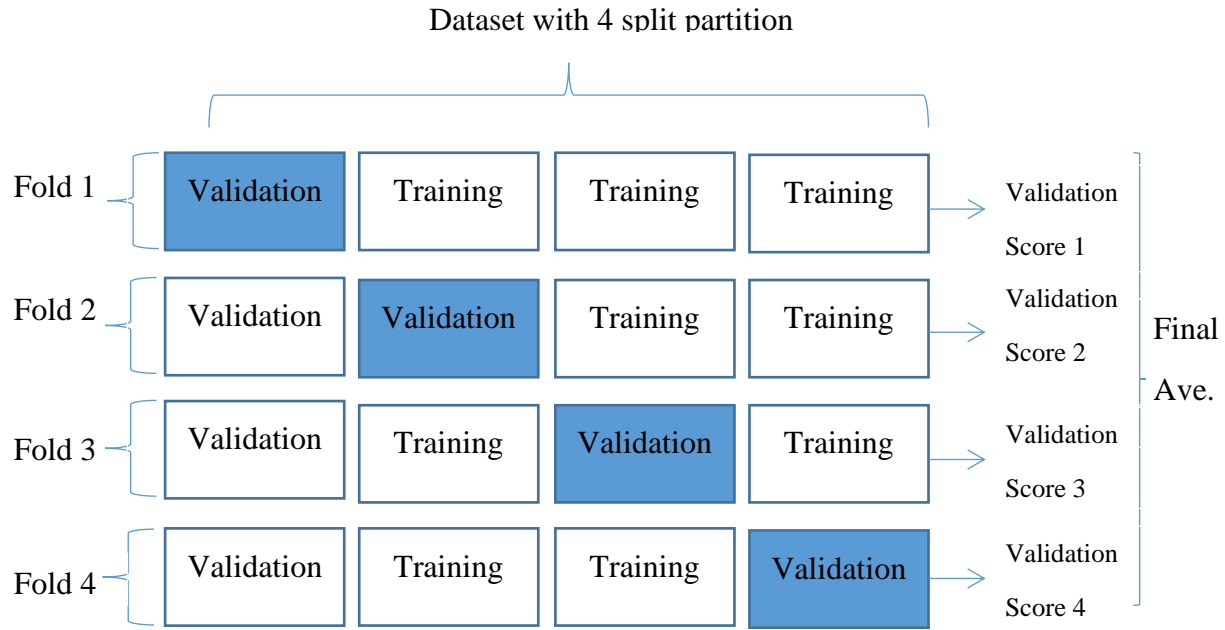 Dataset with 4 split partition
Fold 1
Validation
Training
Training
Training
Validation
Score 1
Fold 2
Validation
Validation
Training
Training
Validation
Score 2
Final
Ave.
Fold 3
Validation
Training
Validation
Training
Validation
Score 3
Fold 4
Validation
Training
Training
Validation
Validation
Score 4